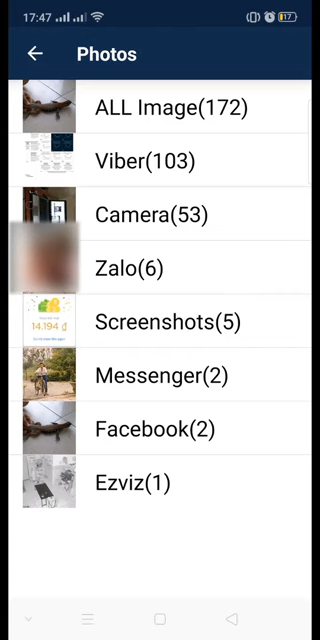 17:47
17
Photos
ALL Image(172)
Viber(103)
Camera(53)
Zalo(6)
Screenshots(5)
14.194 ₫
Messenger(2)
Facebook(2)
Ezviz(1)